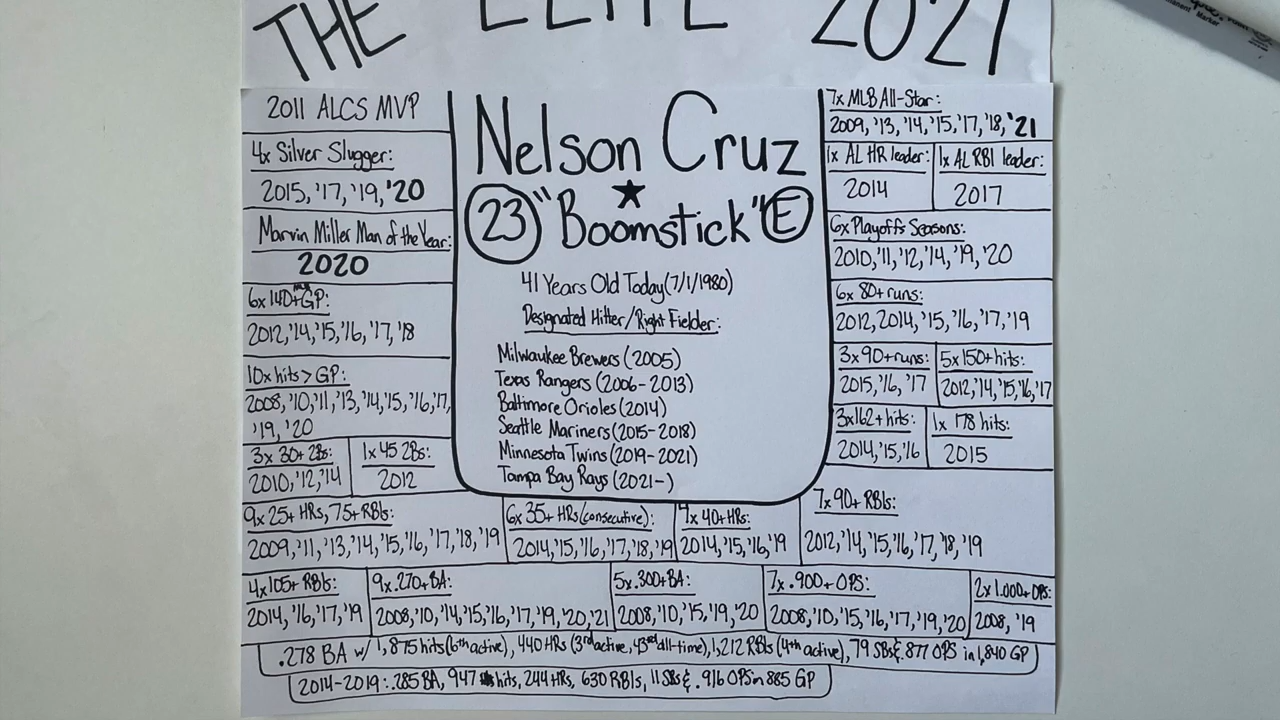 THE ELITE 2021
Permanent Marker
2011 ALCS MVP
4x Silver Slugger:
2015, '17, '19, '20
Marvin Miller Man of the Year:
2020
6x 140+ GP:
2012, '14, '15, '16, '17, '18
10x hits > GP:
2008, '10, '11, '13, '14, '15, '16, '17,
'19, '20
3x 30+ 2Bs:
2010, '12, '14
1x 45 2Bs:
2012
Nelson Cruz
23 "Boomstick" E
41 Years Old Today (7/1/1980)
Designated Hitter/Right Fielder:
Milwaukee Brewers (2005)
Texas Rangers (2006-2013)
Baltimore Orioles (2014)
Seattle Mariners (2015-2018)
Minnesota Twins (2019-2021)
Tampa Bay Rays (2021-)
7x MLB All-Star:
2009, '13, '14, '15, '17, '18, '21
1x AL HR leader:
2014
1x AL RBI leader:
2017
6x Playoffs Seasons:
2010, '11, '12, '14, '19, '20
6x 80+ runs:
2012, 2014, '15, '16, '17, '19
3x 90+ runs:
2015, '16, '17
5x 150+ hits:
2012, '14, '15, '16, '17
3x 162+ hits:
2014, '15, '16
1x 178 hits:
2015
9x 25+ HRs, 75+ RBIs:
2009, '11, '13, '14, '15, '16, '17, '18, '19
6x 35+ HRs (consecutive):
2014, '15, '16, '17, '18, '19
4x 40+ HRs:
2014, '15, '16, '19
7x 90+ RBIs:
2012, '14, '15, '16, '17, '18, '19
4x 105+ RBIs:
2014, '16, '17, '19
9x .270+ BA:
2008, '10, '14, '15, '16, '17, '19, '20, '21
5x .300+ BA:
2008, '10, '15, '19, '20
7x .900+ OPS:
2008, '10, '15, '16, '17, '19, '20
2x 1.000+ OPS:
2008, '19
.278 BA w/ 1,875 hits (6th active), 440 HRs (3rd active, 43rd all-time), 1,212 RBIs (4th active), 79 SBs & .877 OPS in 1,840 GP
2014-2019: .285 BA, 947 hits, 244 HRs, 630 RBIs, 11 SBs & .916 OPS in 885 GP